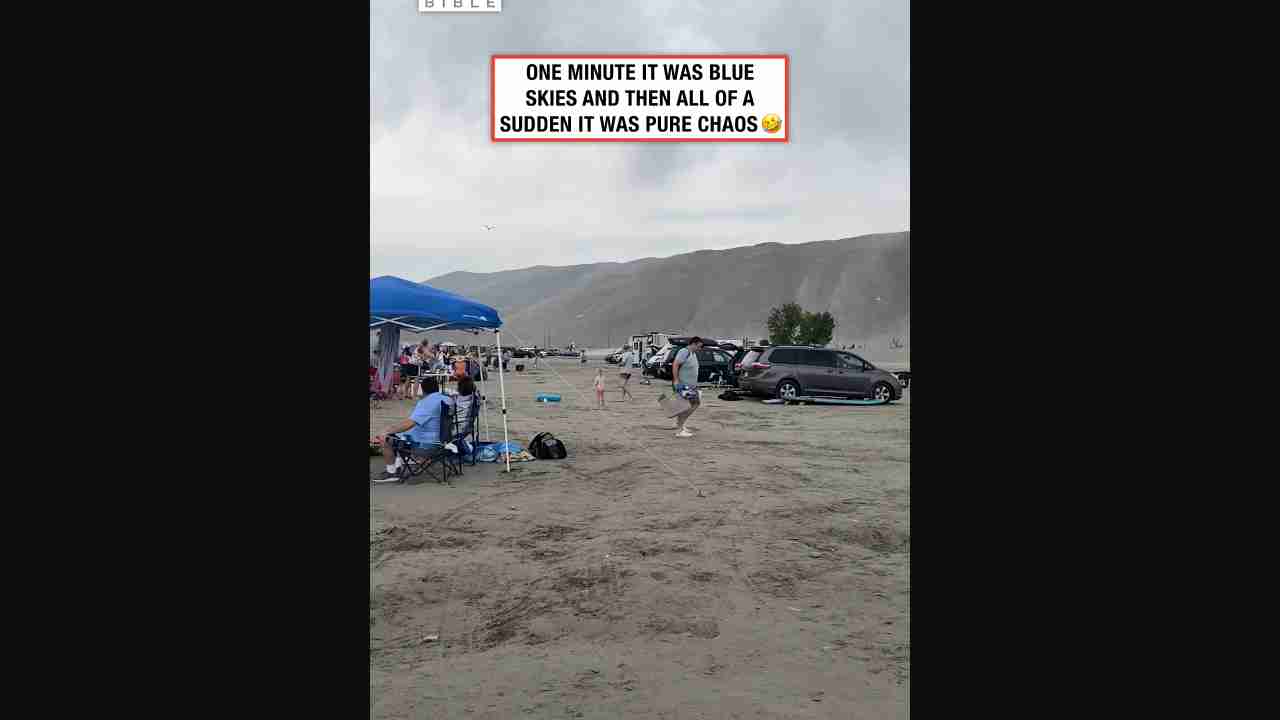 BIBLE
ONE MINUTE IT WAS BLUE
SKIES AND THEN ALL OF A
SUDDEN IT WAS PURE CHAOS🤣